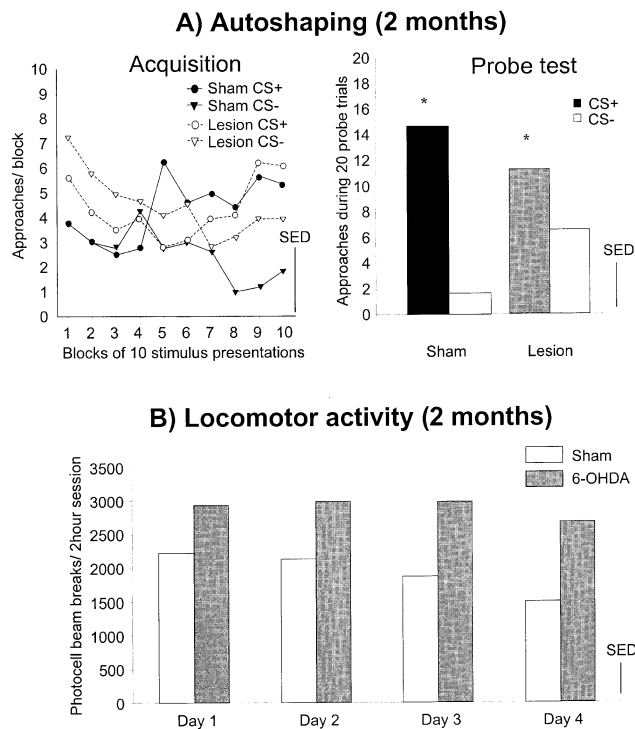 A) Autoshaping (2 months)
Acquisition
Sham CS+
Sham CS-
Lesion CS+
Lesion CS-
Approaches/ block
10
9
8
7
6
5
4
3
2
1
0
SED
1 2 3 4 5 6 7 8 9 10
Blocks of 10 stimulus presentations
Probe test
CS+
CS-
Approaches during 20 probe trials
20
18
16
14
12
10
8
6
4
2
0
*
*
SED
Sham Lesion
B) Locomotor activity (2 months)
Sham
6-OHDA
Photocell beam breaks/ 2hour session
3500
3000
2500
2000
1500
1000
500
0
SED
Day 1 Day 2 Day 3 Day 4